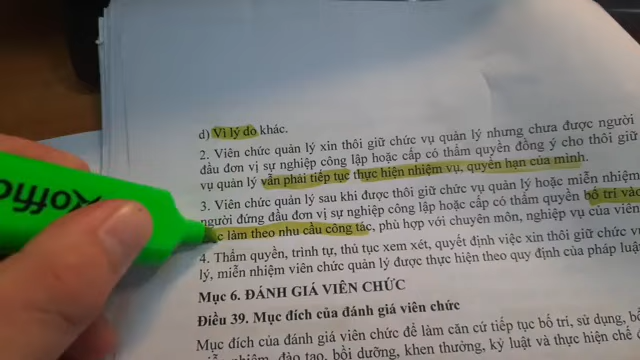 d) Vì lý do khác.
2. Viên chức quản lý xin thôi giữ chức vụ quản lý nhưng chưa được người
đầu đơn vị sự nghiệp công lập hoặc cấp có thẩm quyền đồng ý cho thôi giữ
vụ quản lý vẫn phải tiếp tục thực hiện nhiệm vụ, quyền hạn của mình.
3. Viên chức quản lý sau khi được thôi giữ chức vụ quản lý hoặc miễn nhiệm
người đứng đầu đơn vị sự nghiệp công lập hoặc cấp có thẩm quyền bố trí vào
làm theo nhu cầu công tác, phù hợp với chuyên môn, nghiệp vụ của viên
4. Thẩm quyền, trình tự, thủ tục xem xét, quyết định việc xin thôi giữ chức
lý, miễn nhiệm viên chức quản lý được thực hiện theo quy định của pháp luật
Mục 6. ĐÁNH GIÁ VIÊN CHỨC
Điều 39. Mục đích của đánh giá viên chức
Mục đích của đánh giá viên chức để làm căn cứ tiếp tục bố trí, sử dụng,
đào tạo, bồi dưỡng, khen thưởng, kỷ luật và thực hiện chế